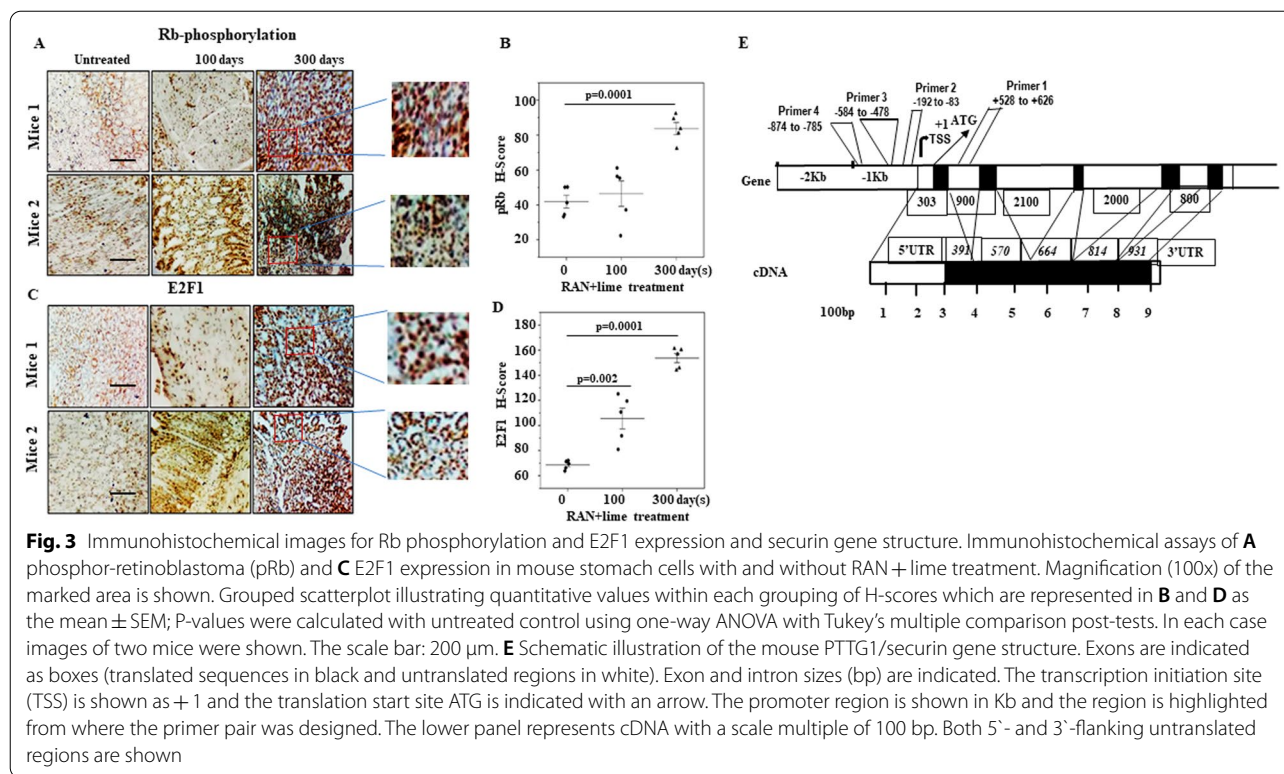 A
Rb-phosphorylation
Untreated 100 days 300 days
Mice 1
Mice 2
B
p=0.0001
pRb H-Score
100
80
60
40
20
0 100 300 day(s)
RAN+lime treatment
C
E2F1
Mice 1
Mice 2
D
p=0.0001
p=0.002
E2F1 H-Score
180
160
140
120
100
80
60
0 100 300 day(s)
RAN+lime treatment
E
Primer 4
-874 to -785
Primer 3
-584 to -478
Primer 2
-192 to -83
Primer 1
+528 to +626
+1
TSS
ATG
Gene
-2Kb -1Kb
303 900 2100 2000 800
5'UTR 391 570 664 814 931 3'UTR
cDNA
100bp 1 2 3 4 5 6 7 8 9
Fig. 3 Immunohistochemical images for Rb phosphorylation and E2F1 expression and securin gene structure. Immunohistochemical assays of A
phosphor-retinoblastoma (pRb) and C E2F1 expression in mouse stomach cells with and without RAN + lime treatment. Magnification (100x) of the
marked area is shown. Grouped scatterplot illustrating quantitative values within each grouping of H-scores which are represented in B and D as
the mean ± SEM; P-values were calculated with untreated control using one-way ANOVA with Tukey's multiple comparison post-tests. In each case
images of two mice were shown. The scale bar: 200 μm. E Schematic illustration of the mouse PTTG1/securin gene structure. Exons are indicated
as boxes (translated sequences in black and untranslated regions in white). Exon and intron sizes (bp) are indicated. The transcription initiation site
(TSS) is shown as + 1 and the translation start site ATG is indicated with an arrow. The promoter region is shown in Kb and the region is highlighted
from where the primer pair was designed. The lower panel represents cDNA with a scale multiple of 100 bp. Both 5`- and 3`-flanking untranslated
regions are shown